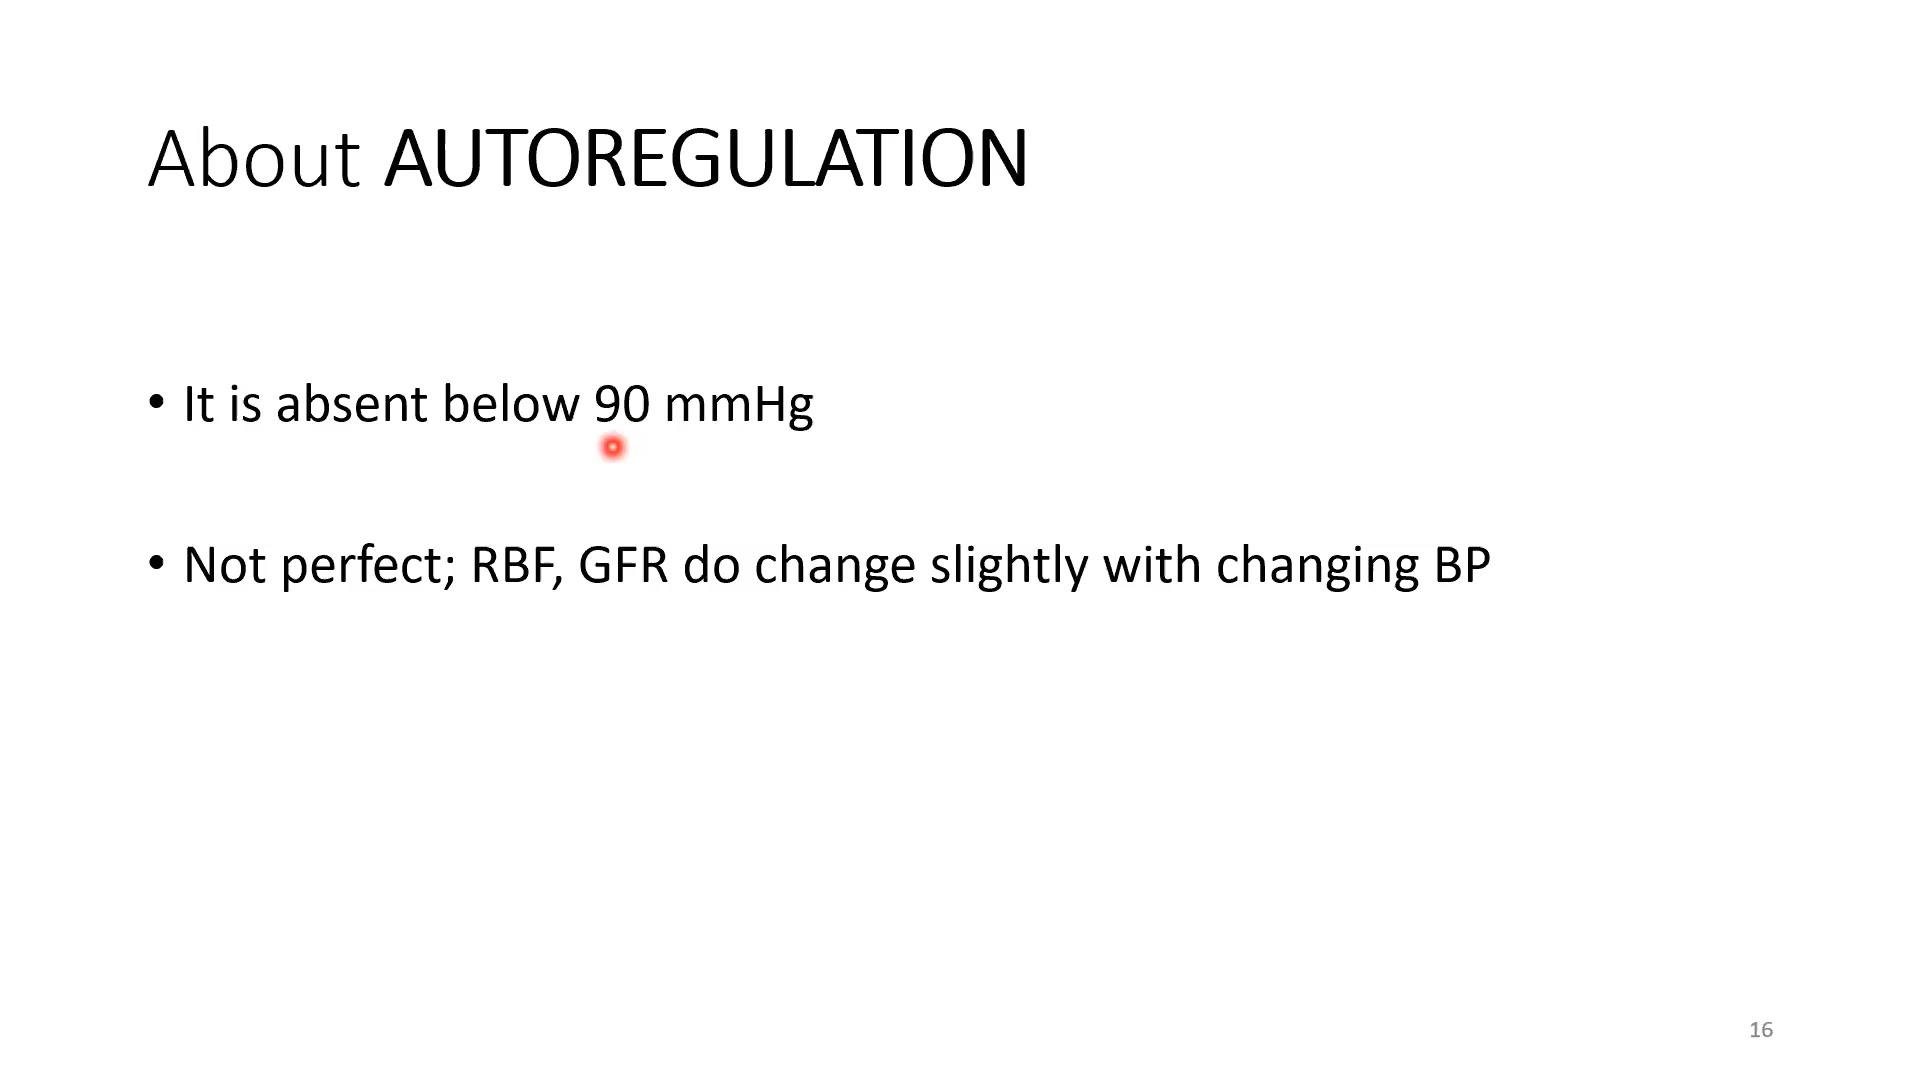 About AUTOREGULATION
• It is absent below 90 mmHg
• Not perfect; RBF, GFR do change slightly with changing BP
16